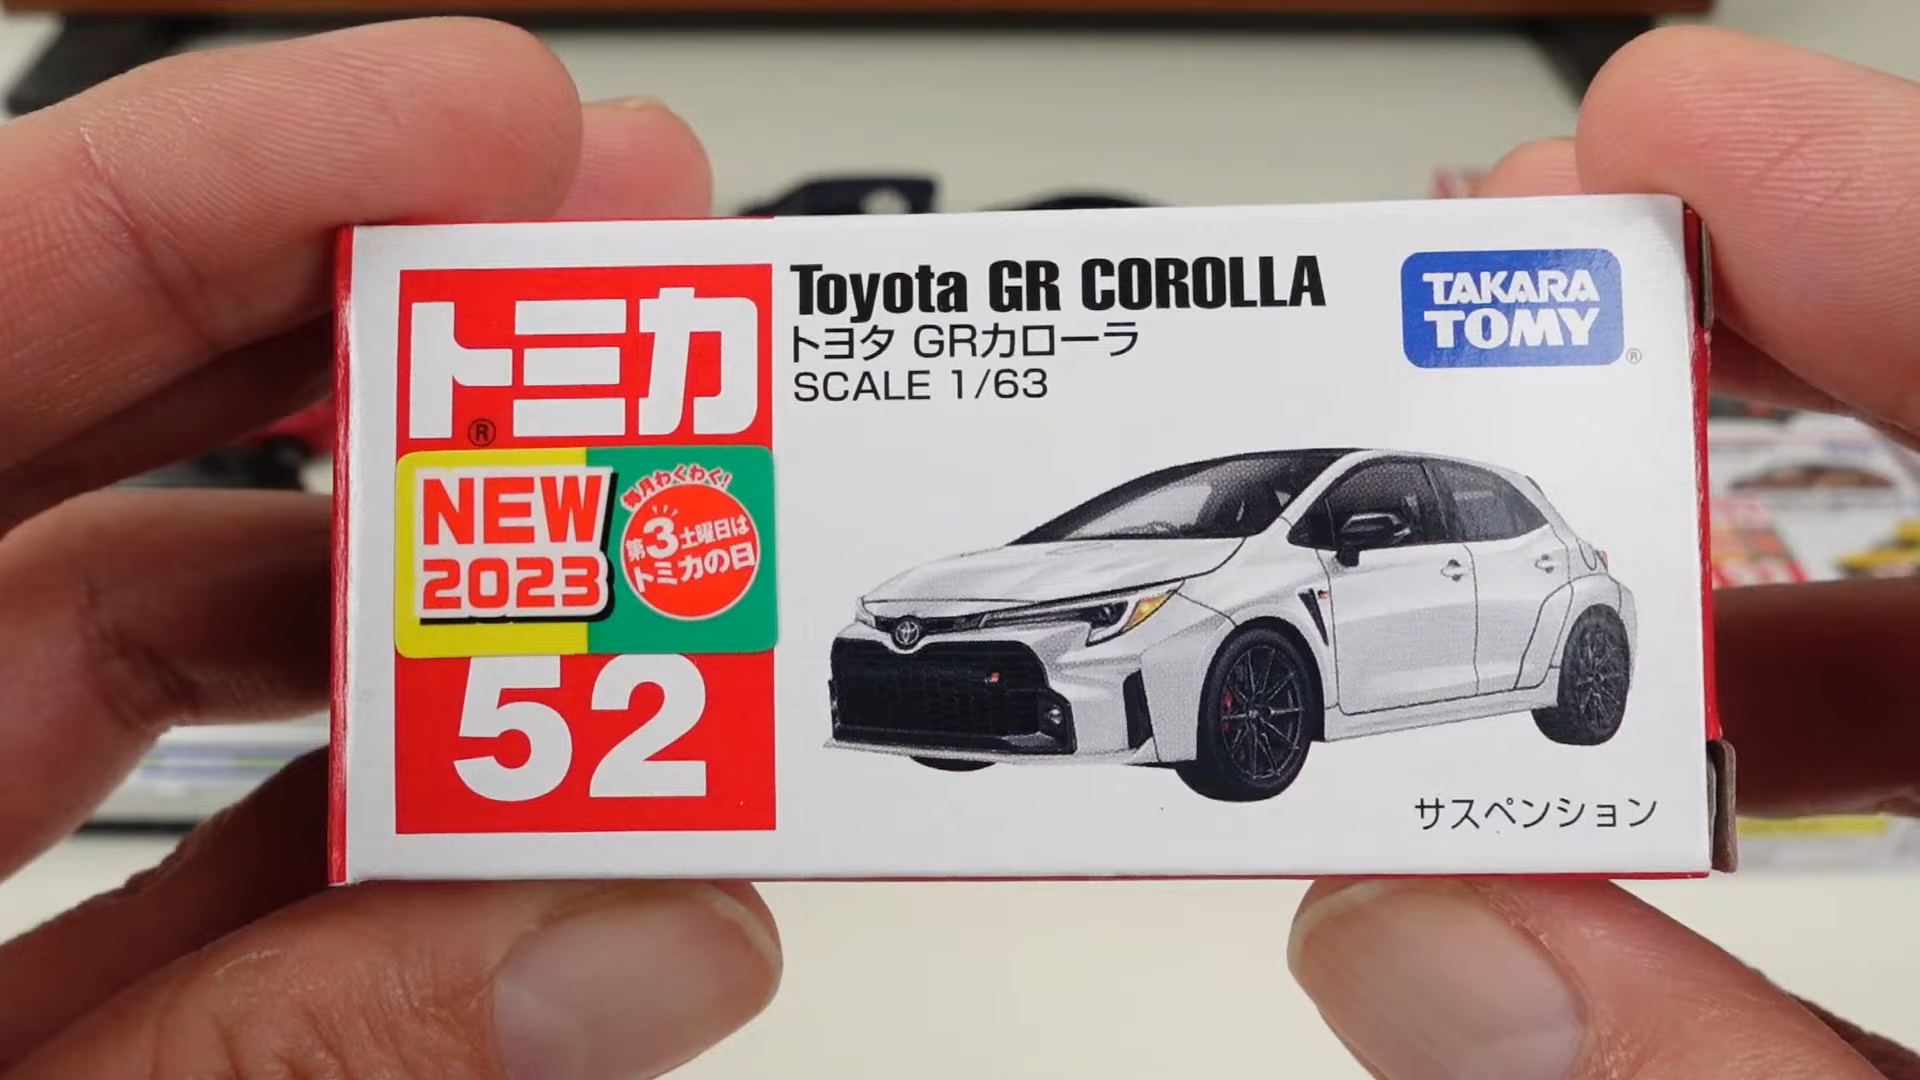 トミカ
®
NEW
2023
毎月わくわく!
第3土曜日は
トミカの日
52
Toyota GR COROLLA
トヨタ GRカローラ
SCALE 1/63
TAKARA
TOMY
®
サスペンション